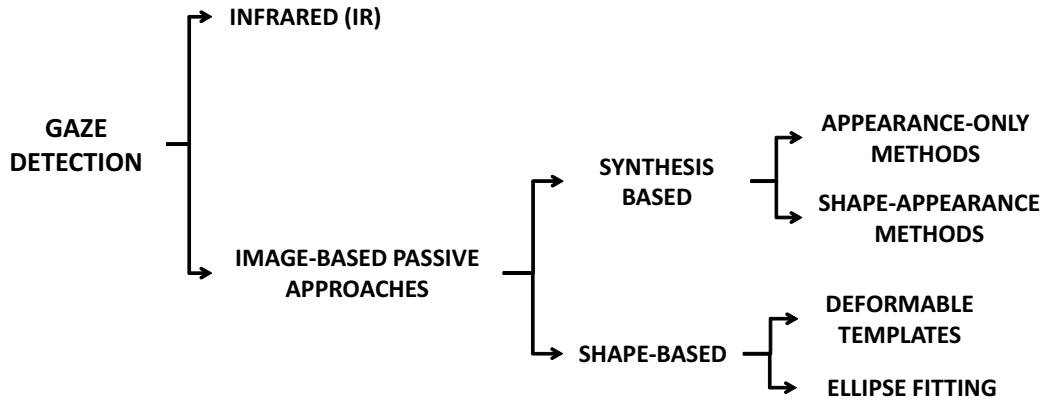 INFRARED (IR)
GAZE
DETECTION
IMAGE-BASED PASSIVE
APPROACHES
SYNTHESIS
BASED
APPEARANCE-ONLY
METHODS
SHAPE-APPEARANCE
METHODS
SHAPE-BASED
DEFORMABLE
TEMPLATES
ELLIPSE FITTING